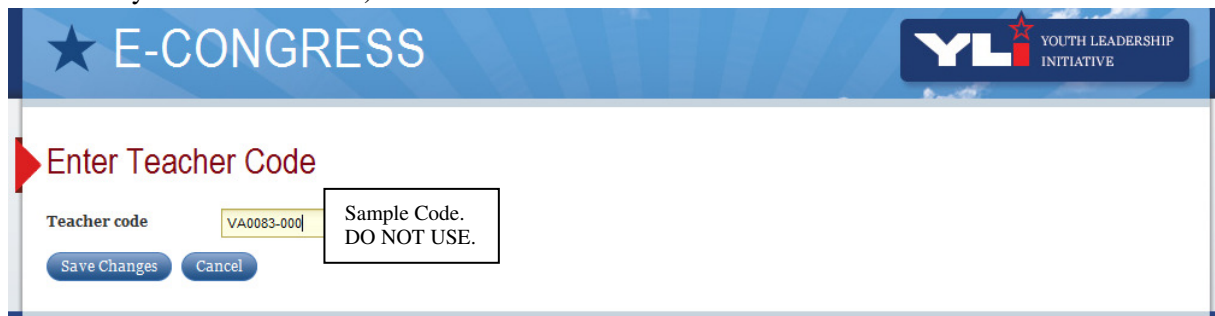 ★ E-CONGRESS
YLi YOUTH LEADERSHIP
INITIATIVE
Enter Teacher Code
Teacher code VA0083-000
Sample Code.
DO NOT USE.
Save Changes Cancel